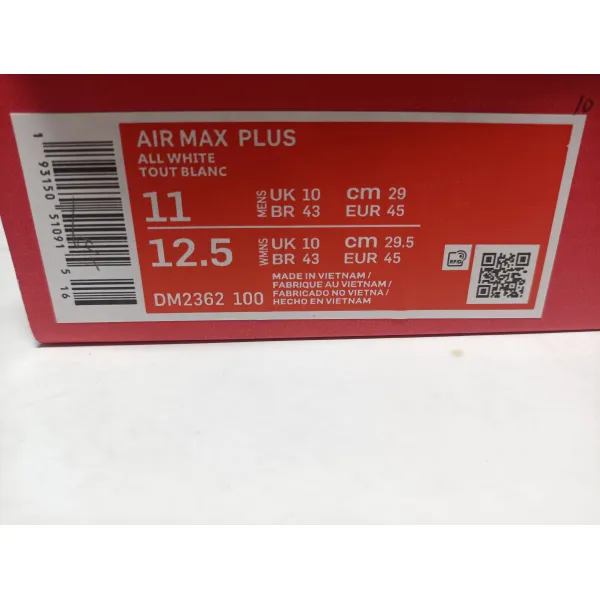 AIR MAX PLUS
ALL WHITE
TOUT BLANC
11 MENS UK 10 cm 29
BR 43 EUR 45
12.5 WMNS UK 10 cm 29.5
BR 43 EUR 45
DM2362 100
MADE IN VIETNAM /
FABRIQUE AU VIETNAM /
FABRICADO NO VIETNA /
HECHO EN VIETNAM
RFID
1 93150 51091 5 16
10